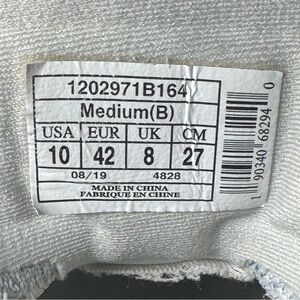 1202971B164
Medium(B)
USA EUR UK CM
10 42 8 27
08/19 4828
MADE IN CHINA
FABRIQUE EN CHINE
1 90340 68294 0